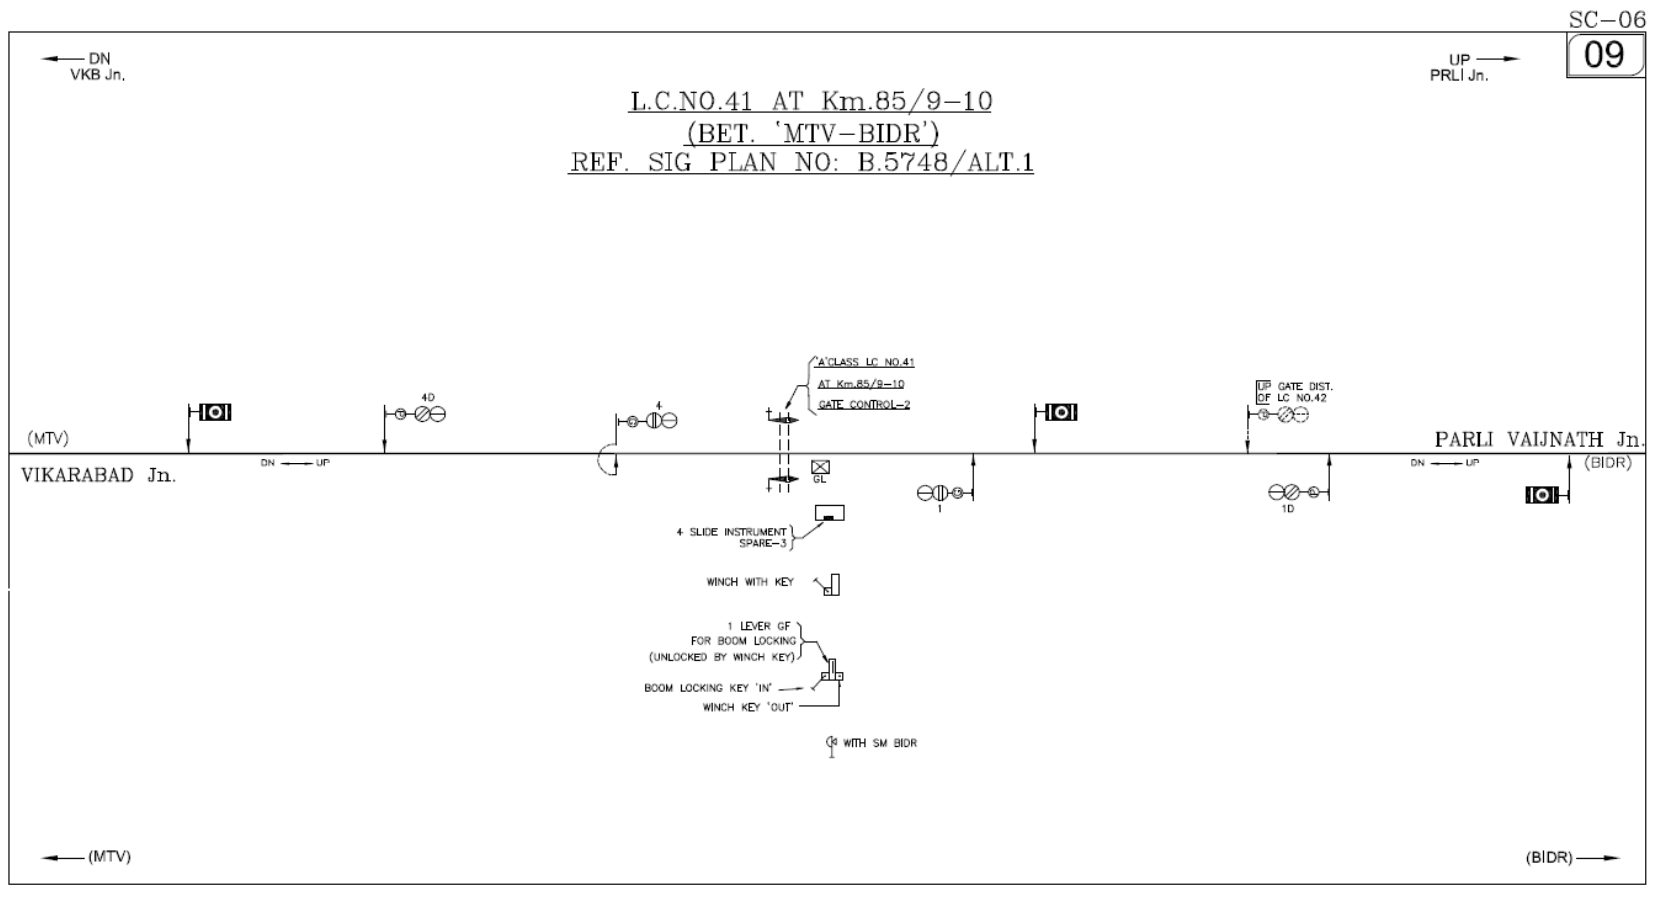 SC-06
09
DN
VKB Jn.
UP
PRLI Jn.
L.C.NO.41 AT Km.85/9-10
(BET. 'MTV-BIDR')
REF. SIG PLAN NO: B.5748/ALT.1
'A'CLASS LC NO.41
AT Km.85/9-10
GATE CONTROL-2
4D
4
UP GATE DIST.
OF LC NO.42
(MTV)
VIKARABAD Jn.
DN UP
PARLI VAIJNATH Jn.
DN UP
(BIDR)
GL
1
1D
4 SLIDE INSTRUMENT
SPARE-3
WINCH WITH KEY
1 LEVER GF
FOR BOOM LOCKING
(UNLOCKED BY WINCH KEY)
BOOM LOCKING KEY 'IN'
WINCH KEY 'OUT'
WITH SM BIDR
(MTV)
(BIDR)